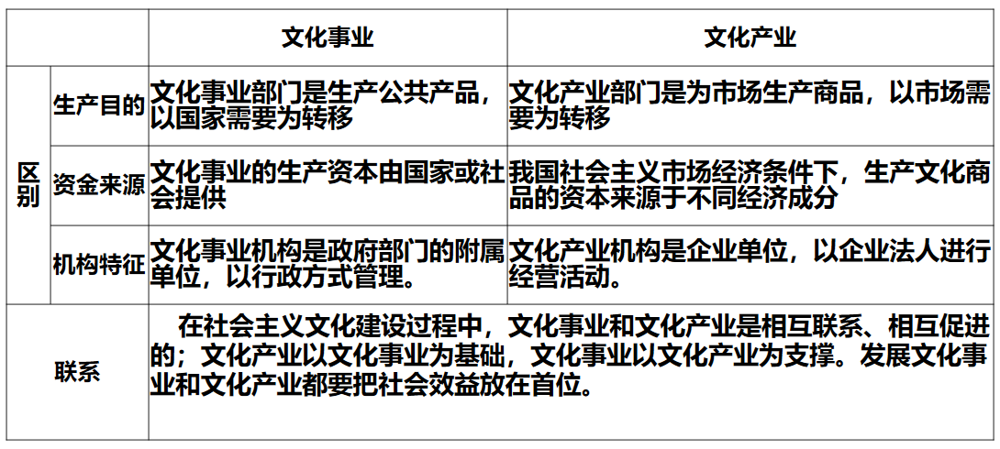 文化事业
文化产业
区别
生产目的
文化事业部门是生产公共产品，
以国家需要为转移
文化产业部门是为市场生产商品，以市场需
要为转移
资金来源
文化事业的生产资本由国家或社
会提供
我国社会主义市场经济条件下，生产文化商
品的资本来源于不同经济成分
机构特征
文化事业机构是政府部门的附属
单位，以行政方式管理。
文化产业机构是企业单位，以企业法人进行
经营活动。
联系
在社会主义文化建设过程中，文化事业和文化产业是相互联系、相互促进
的；文化产业以文化事业为基础，文化事业以文化产业为支撑。发展文化事
业和文化产业都要把社会效益放在首位。